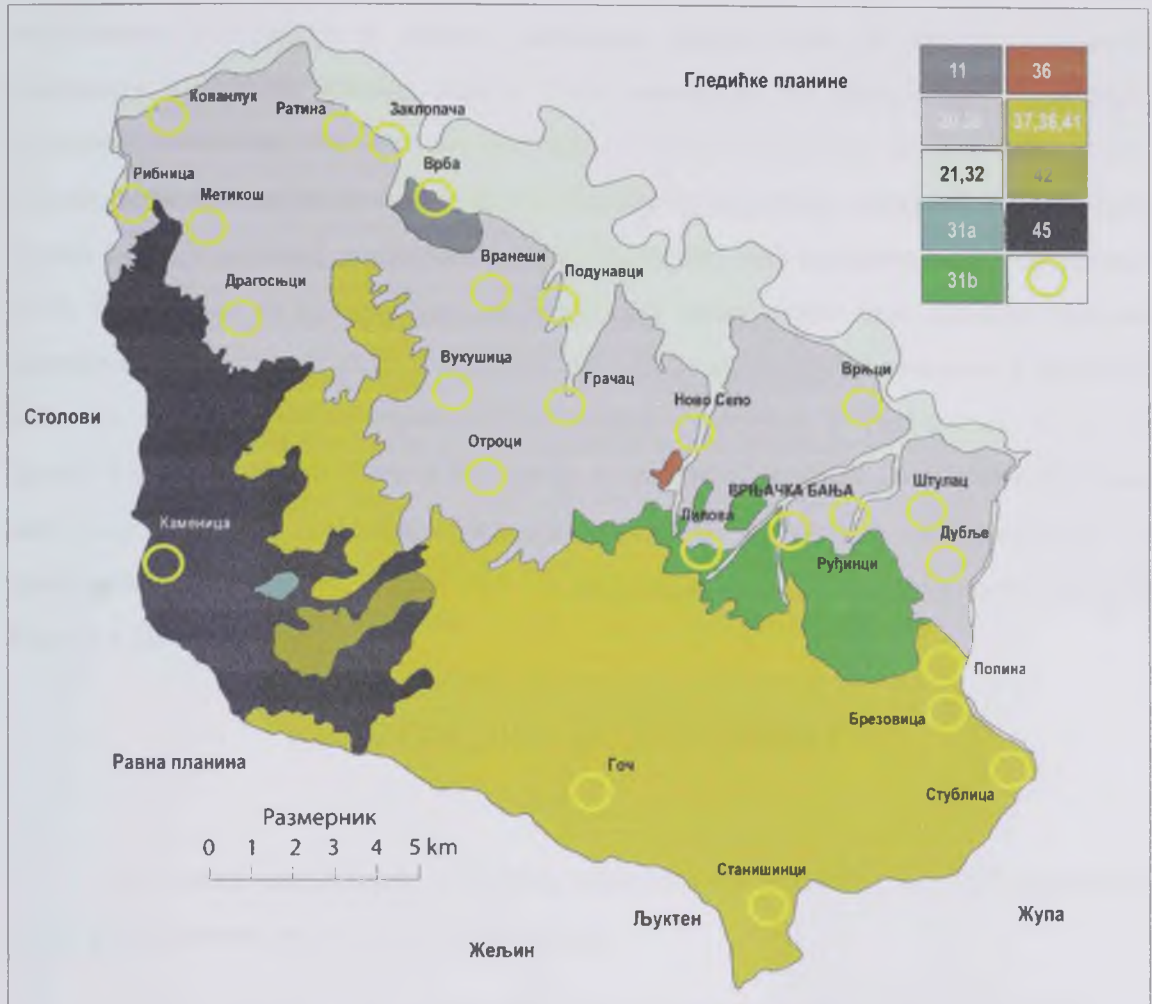 Гледићке планине
11
36
37,38,41
21,32
42
31a
45
31b
Кованлук
Ратина
Заклопача
Врба
Рибница
Метикош
Вранеши
Подунавци
Драгосињци
Вукушица
Грачац
Ново Село
Врњци
Столови
Отроци
ВРЊАЧКА БАЊА
Штулац
Липова
Дубље
Каменица
Руђинци
Попина
Брезовица
Равна планина
Гоч
Стублица
Размерник
0 1 2 3 4 5 km
Станишинци
Љуктен
Жупа
Жељин